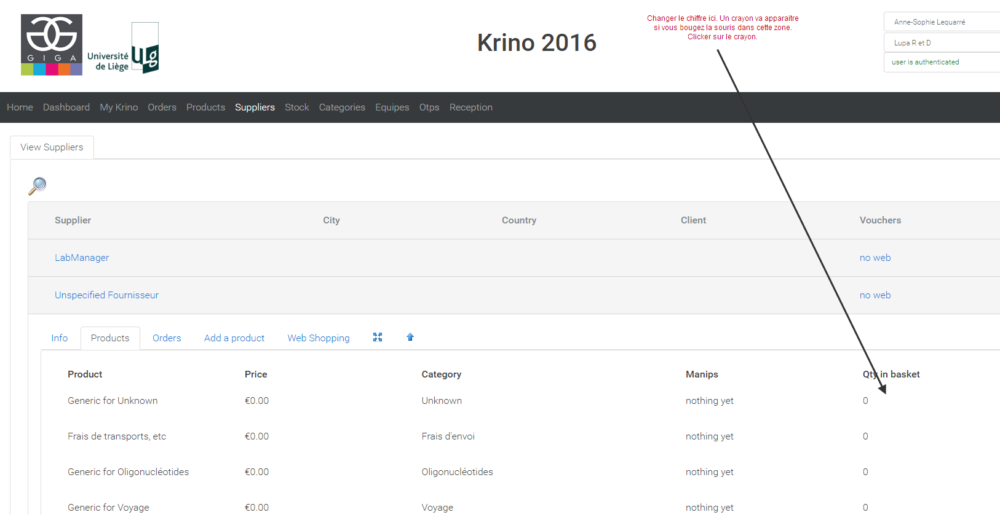 GIGA
Université
de Liège
ulg
Krino 2016
Changer le chiffre ici. Un crayon va apparaitre
si vous bougez la souris dans cette zone.
Clicker sur le crayon.
Anne-Sophie Lequarré
Lupa R et D
user is authenticated
Home Dashboard My Krino Orders Products Suppliers Stock Categories Equipes Otps Reception
View Suppliers
Supplier City Country Client Vouchers
LabManager no web
Unspecified Fournisseur no web
Info Products Orders Add a product Web Shopping
Product Price Category Manips Qty in basket
Generic for Unknown €0.00 Unknown nothing yet 0
Frais de transports, etc €0.00 Frais d'envoi nothing yet 0
Generic for Oligonucléotides €0.00 Oligonucléotides nothing yet 0
Generic for Voyage €0.00 Voyage nothing yet 0